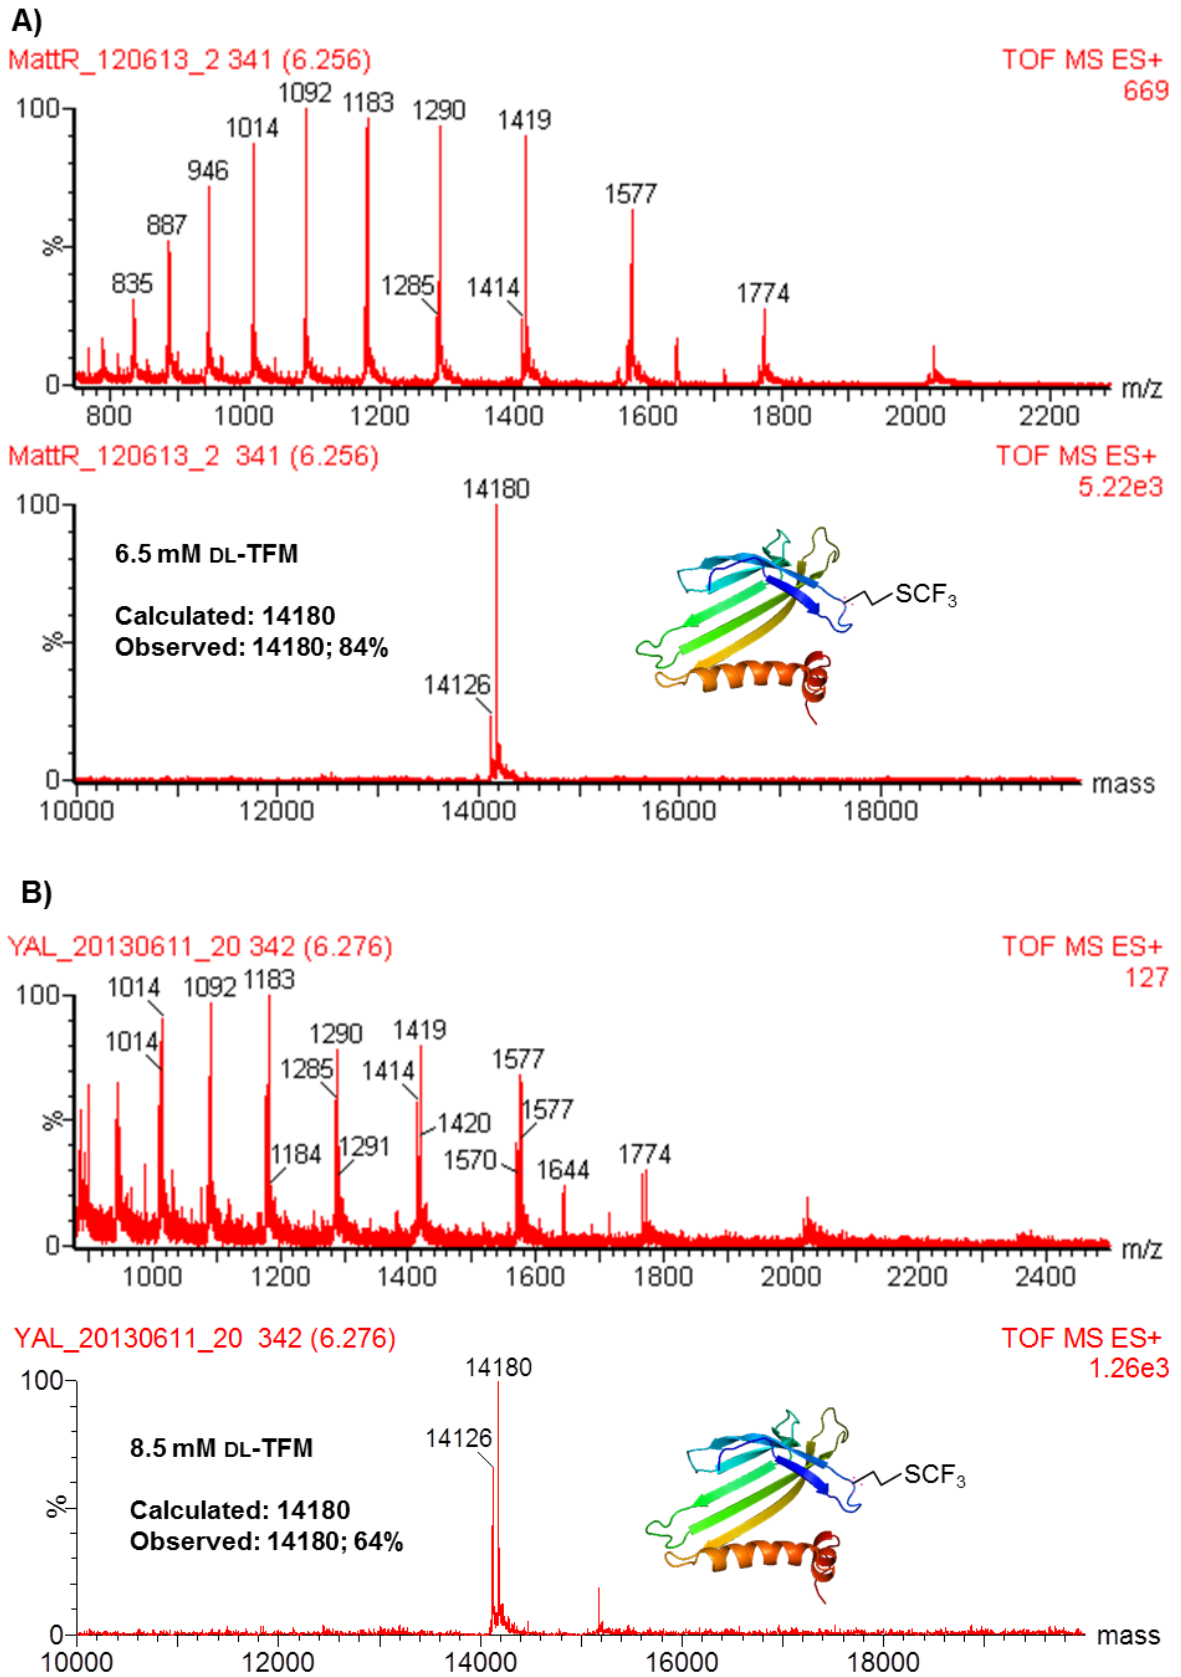 A)
MattR_120613_2 341 (6.256)
TOF MS ES+
669
100
%
0
835
887
946
1014
1092
1183
1285
1290
1414
1419
1577
1774
800 1000 1200 1400 1600 1800 2000 2200 m/z
MattR_120613_2 341 (6.256)
TOF MS ES+
5.22e3
100
%
0
14180
14126
6.5 mM DL-TFM
Calculated: 14180
Observed: 14180; 84%
SCF3
10000 12000 14000 16000 18000 mass
B)
YAL_20130611_20 342 (6.276)
TOF MS ES+
127
100
%
0
1014
1014
1092
1183
1184
1285
1290
1291
1414
1419
1420
1570
1577
1577
1644
1774
1000 1200 1400 1600 1800 2000 2200 2400 m/z
YAL_20130611_20 342 (6.276)
TOF MS ES+
1.26e3
100
%
0
14180
14126
8.5 mM DL-TFM
Calculated: 14180
Observed: 14180; 64%
SCF3
10000 12000 14000 16000 18000 mass